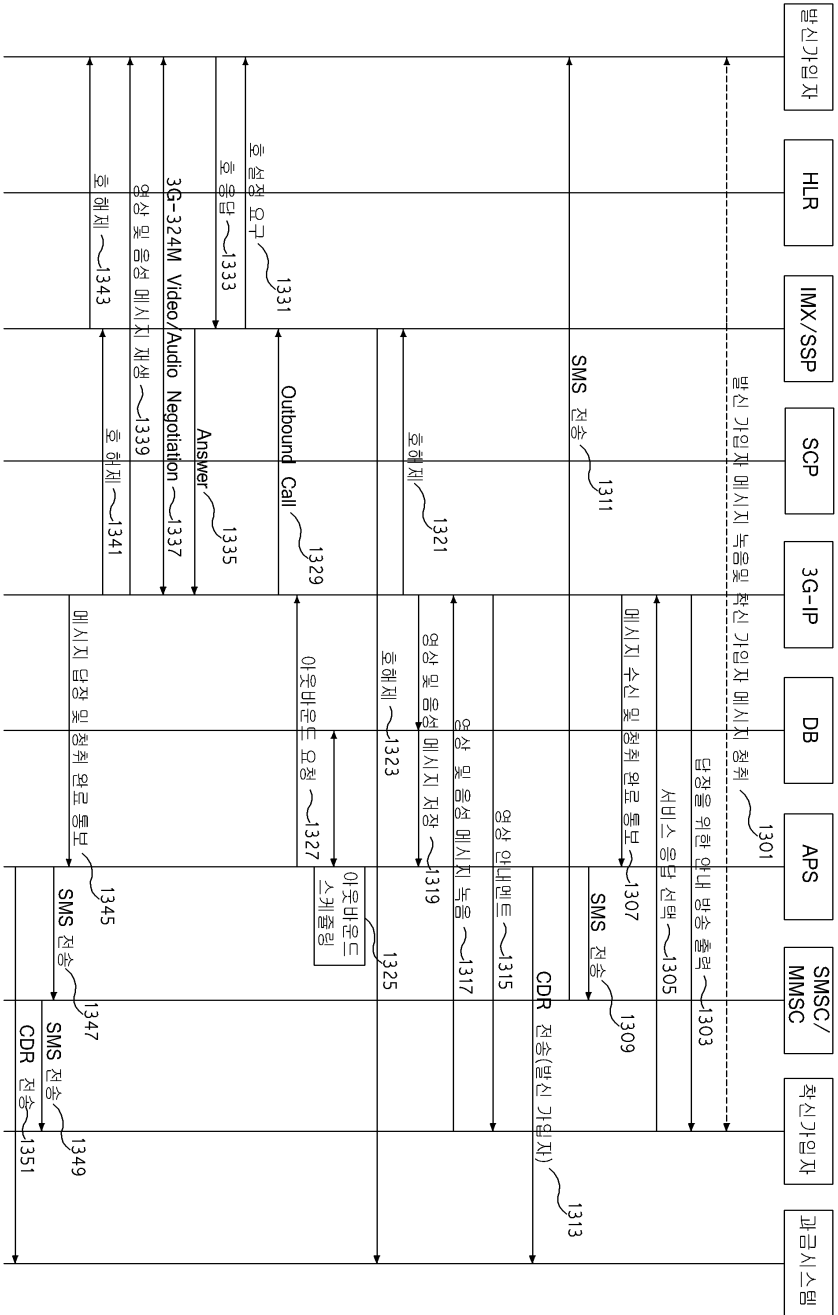 발신가입자
HLR
IMX/SSP
SCP
3G-IP
DB
APS
SMSC/
MMSC
착신가입자
과금시스템
발신 가입자 메시지 녹음및 착신 가입자 메시지 청취
1301
답장을 위한 안내 방송 출력 1303
서비스 응답 선택 1305
메시지 수신 및 청취 완료 통보 1307
SMS 전송 1309
SMS 전송 1311
CDR 전송(발신 가입자) 1313
영상 안내멘트 1315
영상 및 음성 메시지 녹음 1317
영상 및 음성 메시지 저장 1319
호해제 1321
호해제 1323
아웃바운드
스케쥴링
1325
아웃바운드 요청 1327
Outbound Call 1329
호 설정 요구 1331
호 응답 1333
Answer 1335
3G-324M Video/Audio Negotiation 1337
영상 및 음성 메시지 재생 1339
호 해제 1341
호 해제 1343
메시지 답장 및 청취 완료 통보 1345
SMS 전송 1347
SMS 전송 1349
CDR 전송 1351